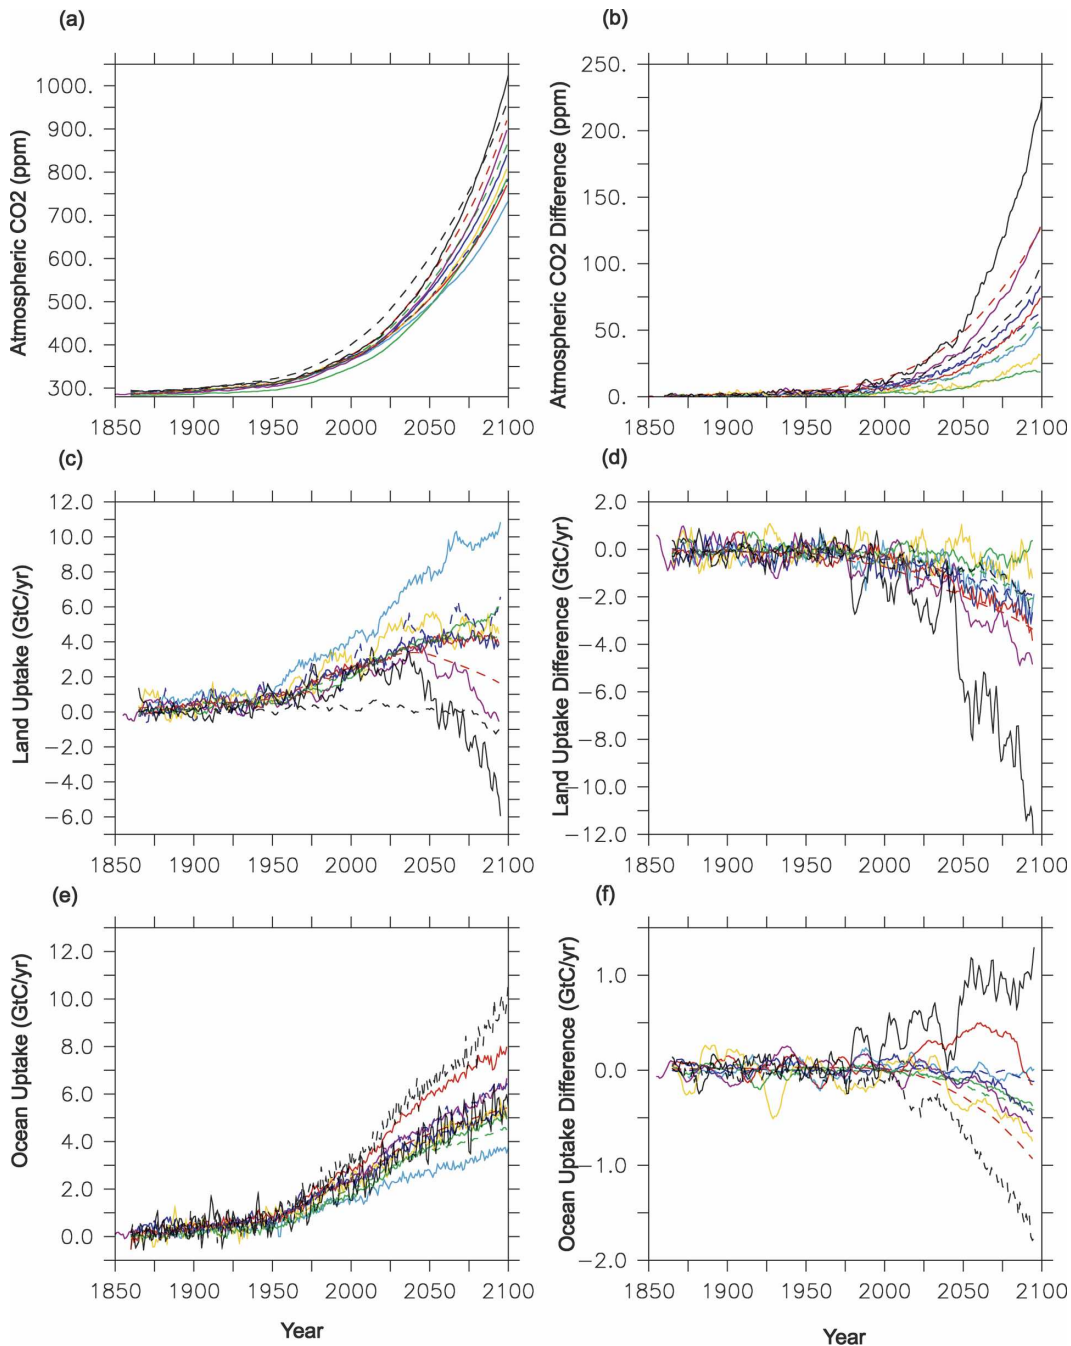 (a)
Atmospheric CO2 (ppm)
1000.
900.
800.
700.
600.
500.
400.
300.
1850 1900 1950 2000 2050 2100
(b)
Atmospheric CO2 Difference (ppm)
250.
200.
150.
100.
50.
0.
1850 1900 1950 2000 2050 2100
(c)
Land Uptake (GtC/yr)
12.0
10.0
8.0
6.0
4.0
2.0
0.0
−2.0
−4.0
−6.0
1850 1900 1950 2000 2050 2100
(d)
Land Uptake Difference (GtC/yr)
2.0
0.0
−2.0
−4.0
−6.0
−8.0
−10.0
−12.0
1850 1900 1950 2000 2050 2100
(e)
Ocean Uptake (GtC/yr)
12.0
10.0
8.0
6.0
4.0
2.0
0.0
1850 1900 1950 2000 2050 2100
Year
(f)
Ocean Uptake Difference (GtC/yr)
1.0
0.0
−1.0
−2.0
1850 1900 1950 2000 2050 2100
Year